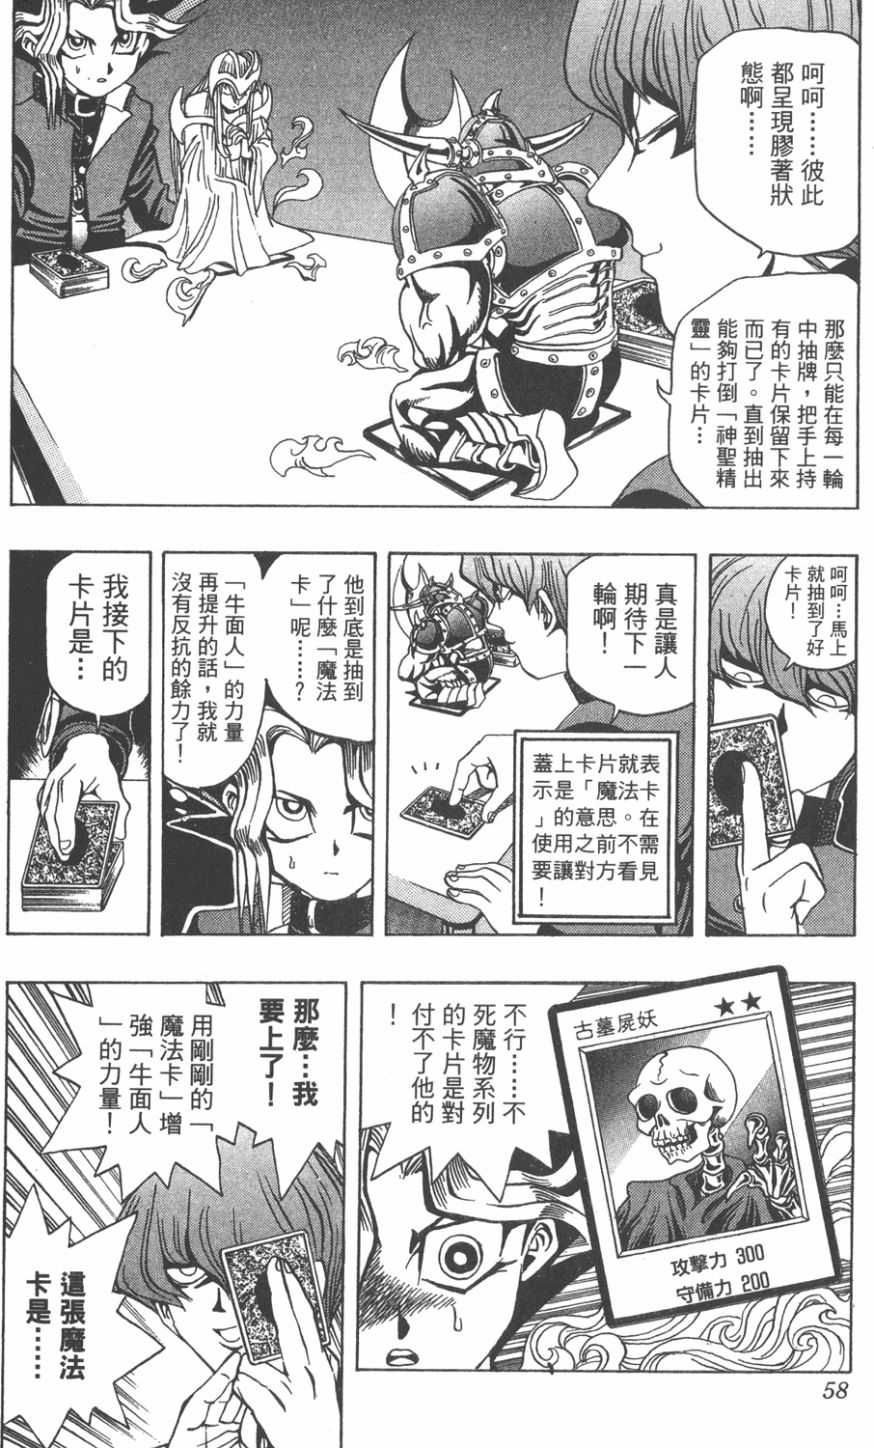 呵呵……彼此
都呈現膠著狀
態啊……
那麼只能在每一輪
中抽牌，把手上持
有的卡片保留下來
而已了。直到抽出
能夠打倒「神聖精
靈」的卡片…
呵呵…馬上
就抽到了好
卡片！
真是讓人
期待下一
輪啊！
蓋上卡片就表
示是「魔法卡
」的意思。在
使用之前不需
要讓對方看見
！
他到底是抽到
了什麼「魔法
卡」呢……？
「牛面人」的力量
再提升的話，我就
沒有反抗的餘力了！
我接下的
卡片是…
古墓屍妖
★★
攻擊力 300
守備力 200
不行……不
死魔物系列
的卡片是對
付不了他的
！
那麼…我
要上了！
用剛剛的「
魔法卡」增
強「牛面人
」的力量！
這張魔法
卡是……
58